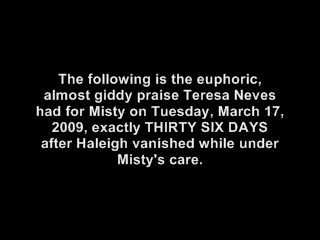 The following is the euphoric,
almost giddy praise Teresa Neves
had for Misty on Tuesday, March 17,
2009, exactly THIRTY SIX DAYS
after Haleigh vanished while under
Misty's care.